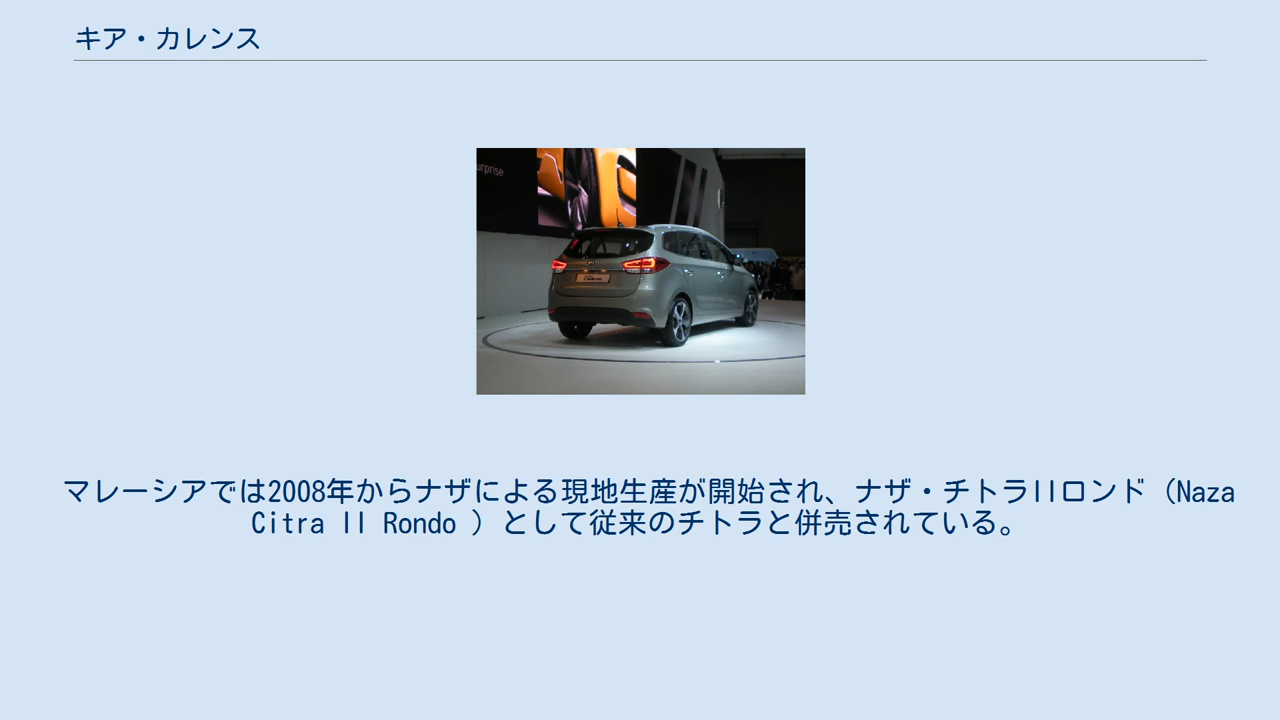 キア・カレンス
urprise
マレーシアでは2008年からナザによる現地生産が開始され、ナザ・チトラIIロンド（Naza
Citra II Rondo ）として従来のチトラと併売されている。